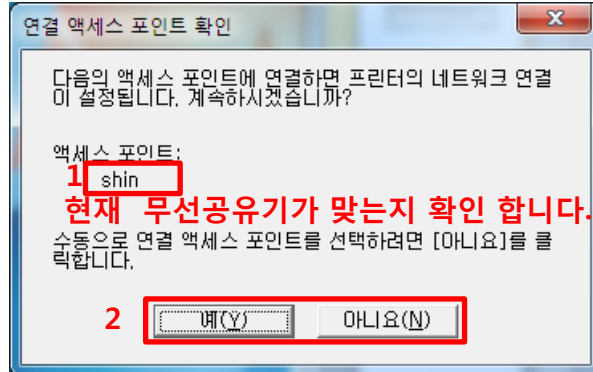 연결 액세스 포인트 확인
다음의 액세스 포인트에 연결하면 프린터의 네트워크 연결
이 설정됩니다. 계속하시겠습니까?
액세스 포인트:
1 shin
현재 무선공유기가 맞는지 확인 합니다.
수동으로 연결 액세스 포인트를 선택하려면 [아니요]를 클
릭합니다.
2 예(Y) 아니요(N)